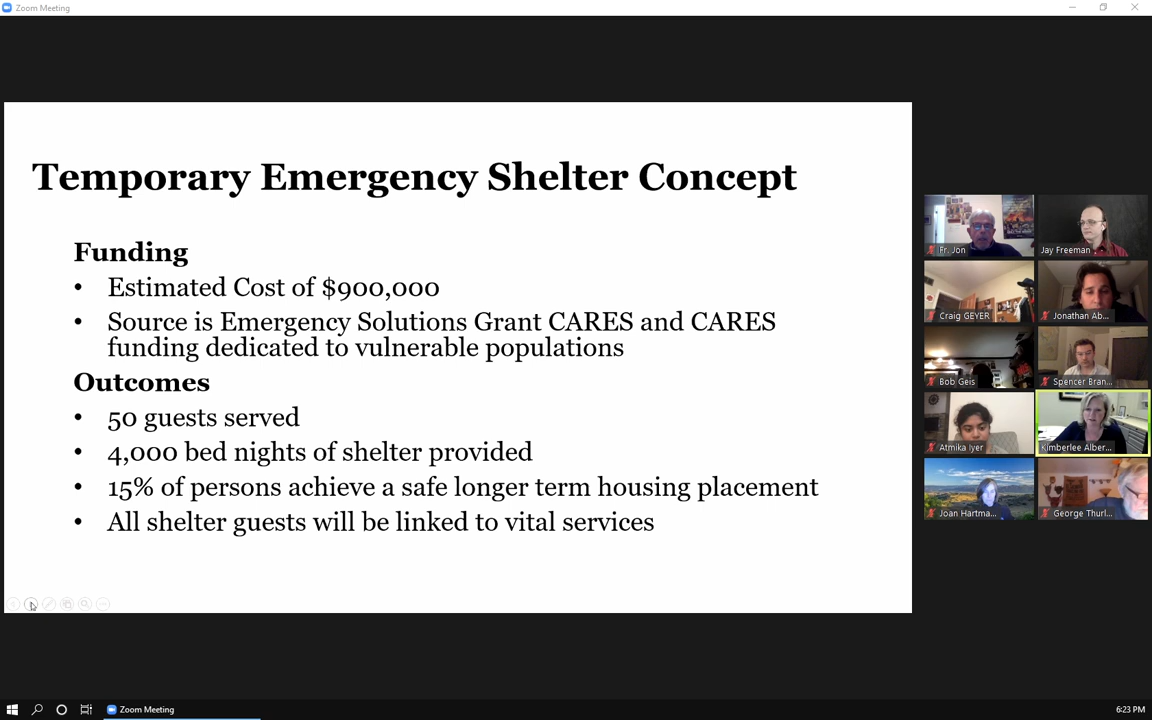 Zoom Meeting
Temporary Emergency Shelter Concept
Funding
• Estimated Cost of $900,000
• Source is Emergency Solutions Grant CARES and CARES
funding dedicated to vulnerable populations
Outcomes
• 50 guests served
• 4,000 bed nights of shelter provided
• 15% of persons achieve a safe longer term housing placement
• All shelter guests will be linked to vital services
Fr. Jon
Jay Freeman
Craig GEYER
Jonathan Ab...
Bob Geis
Spencer Bran...
Atmika Iyer
Kimberlee Alber...
Joan Hartma...
George Thurl...
Zoom Meeting
6:23 PM